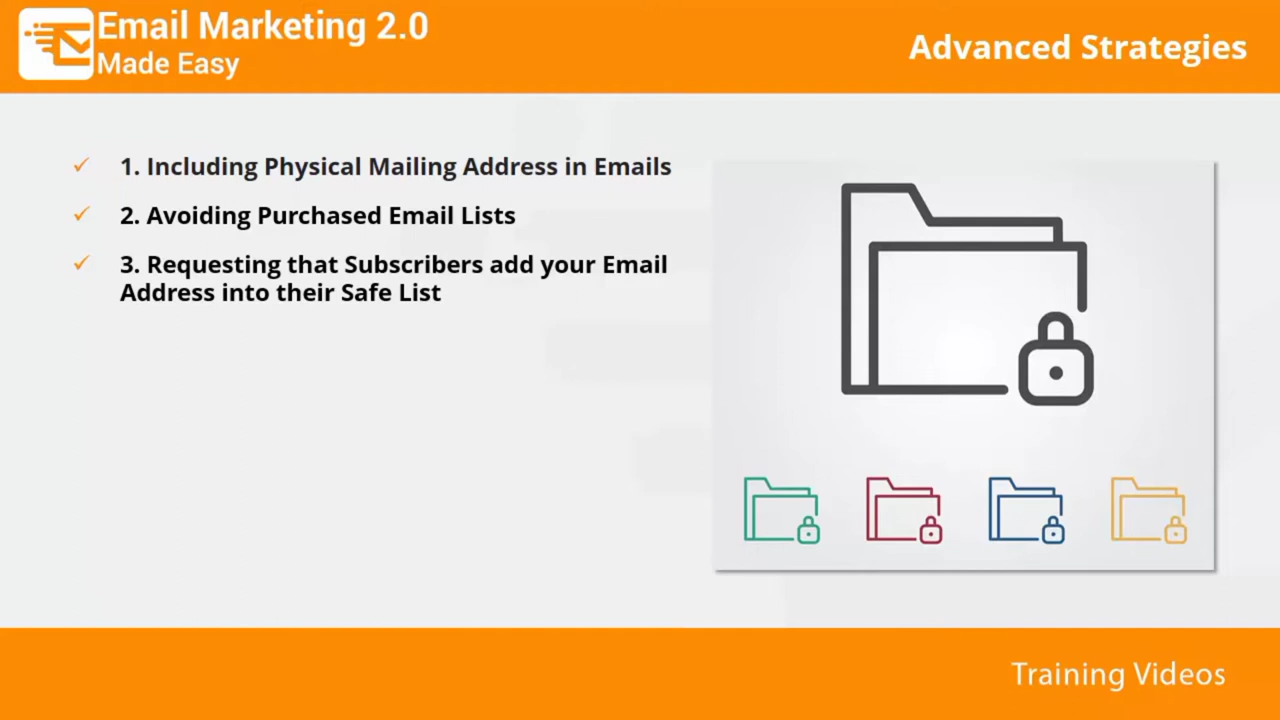 Email Marketing 2.0
Made Easy
Advanced Strategies
1. Including Physical Mailing Address in Emails
2. Avoiding Purchased Email Lists
3. Requesting that Subscribers add your Email
Address into their Safe List
Training Videos